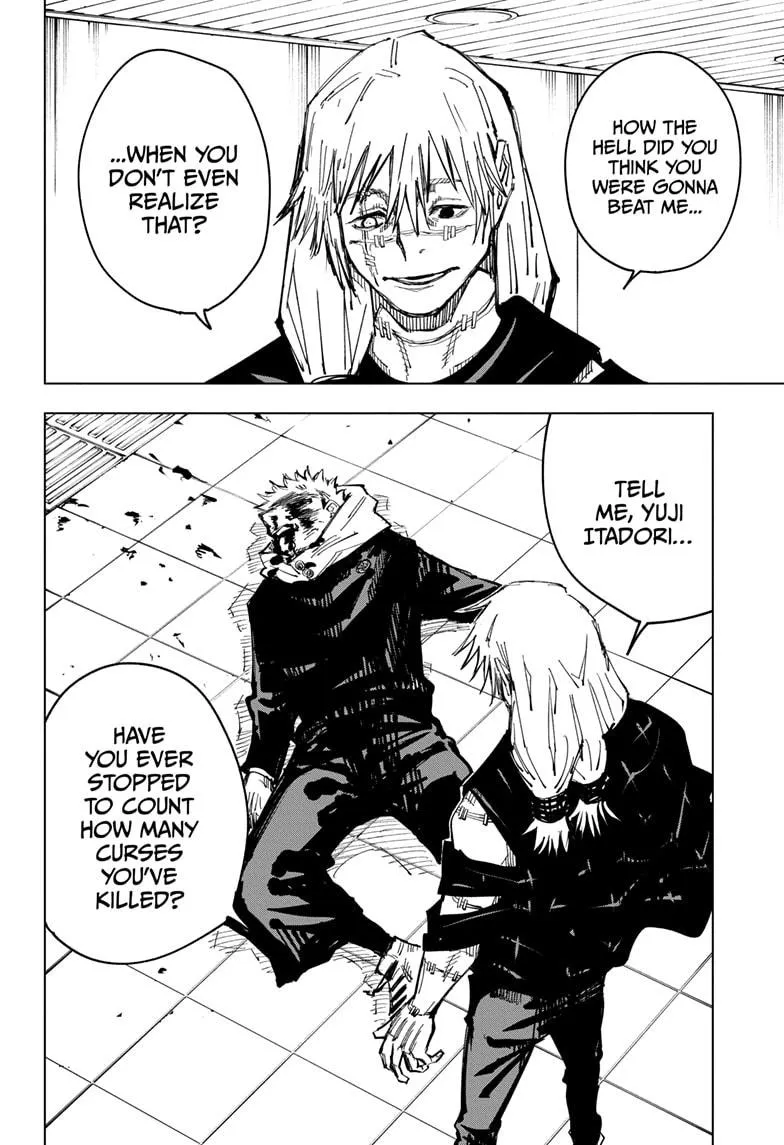 HOW THE
HELL DID YOU
THINK YOU
WERE GONNA
BEAT ME...
...WHEN YOU
DON'T EVEN
REALIZE
THAT?
TELL
ME, YUJI
ITADORI...
HAVE
YOU EVER
STOPPED
TO COUNT
HOW MANY
CURSES
YOU'VE
KILLED?